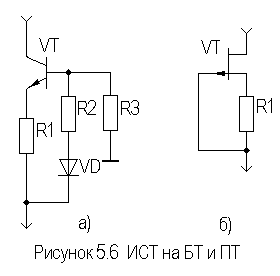 VT
VT
R2
R3
R1
R1
VD
а)
б)
Рисунок 5.6 ИСТ на БТ и ПТ